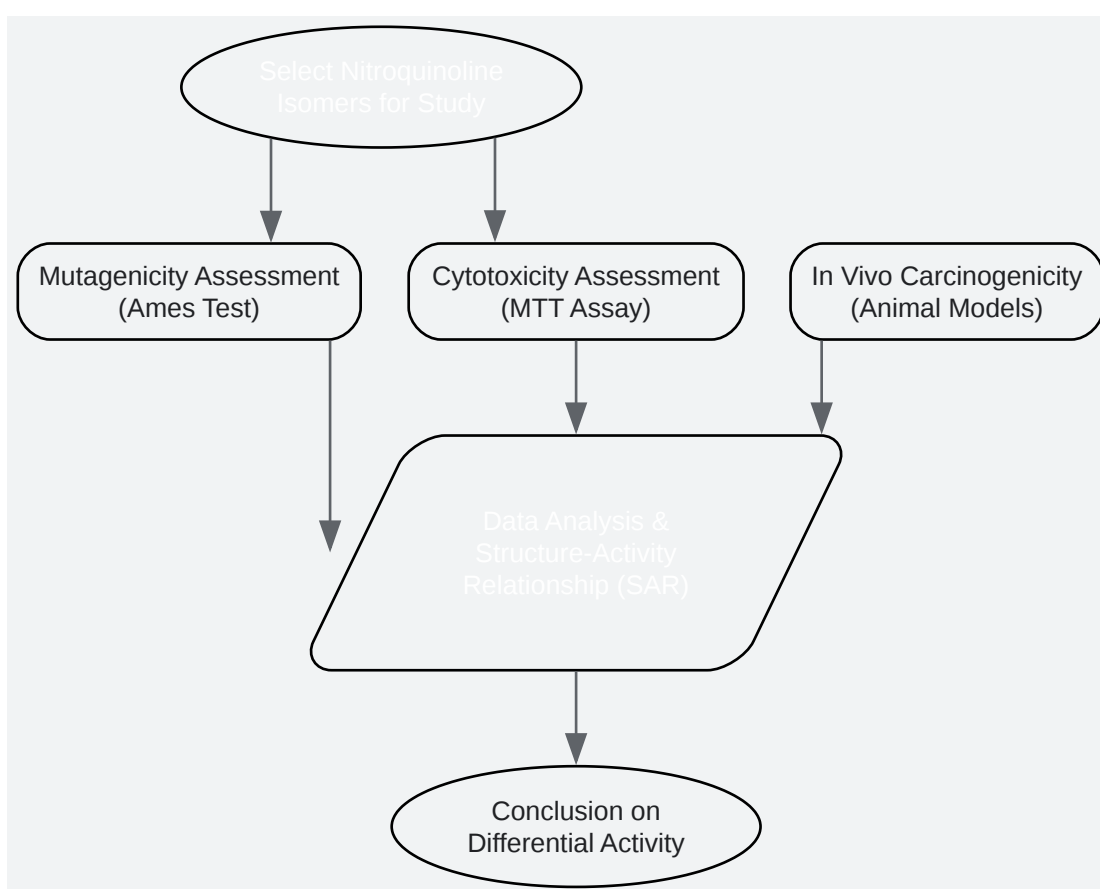 Select Nitroquinoline
Isomers for Study
Mutagenicity Assessment
(Ames Test)
Cytotoxicity Assessment
(MTT Assay)
In Vivo Carcinogenicity
(Animal Models)
Data Analysis &
Structure-Activity
Relationship (SAR)
Conclusion on
Differential Activity